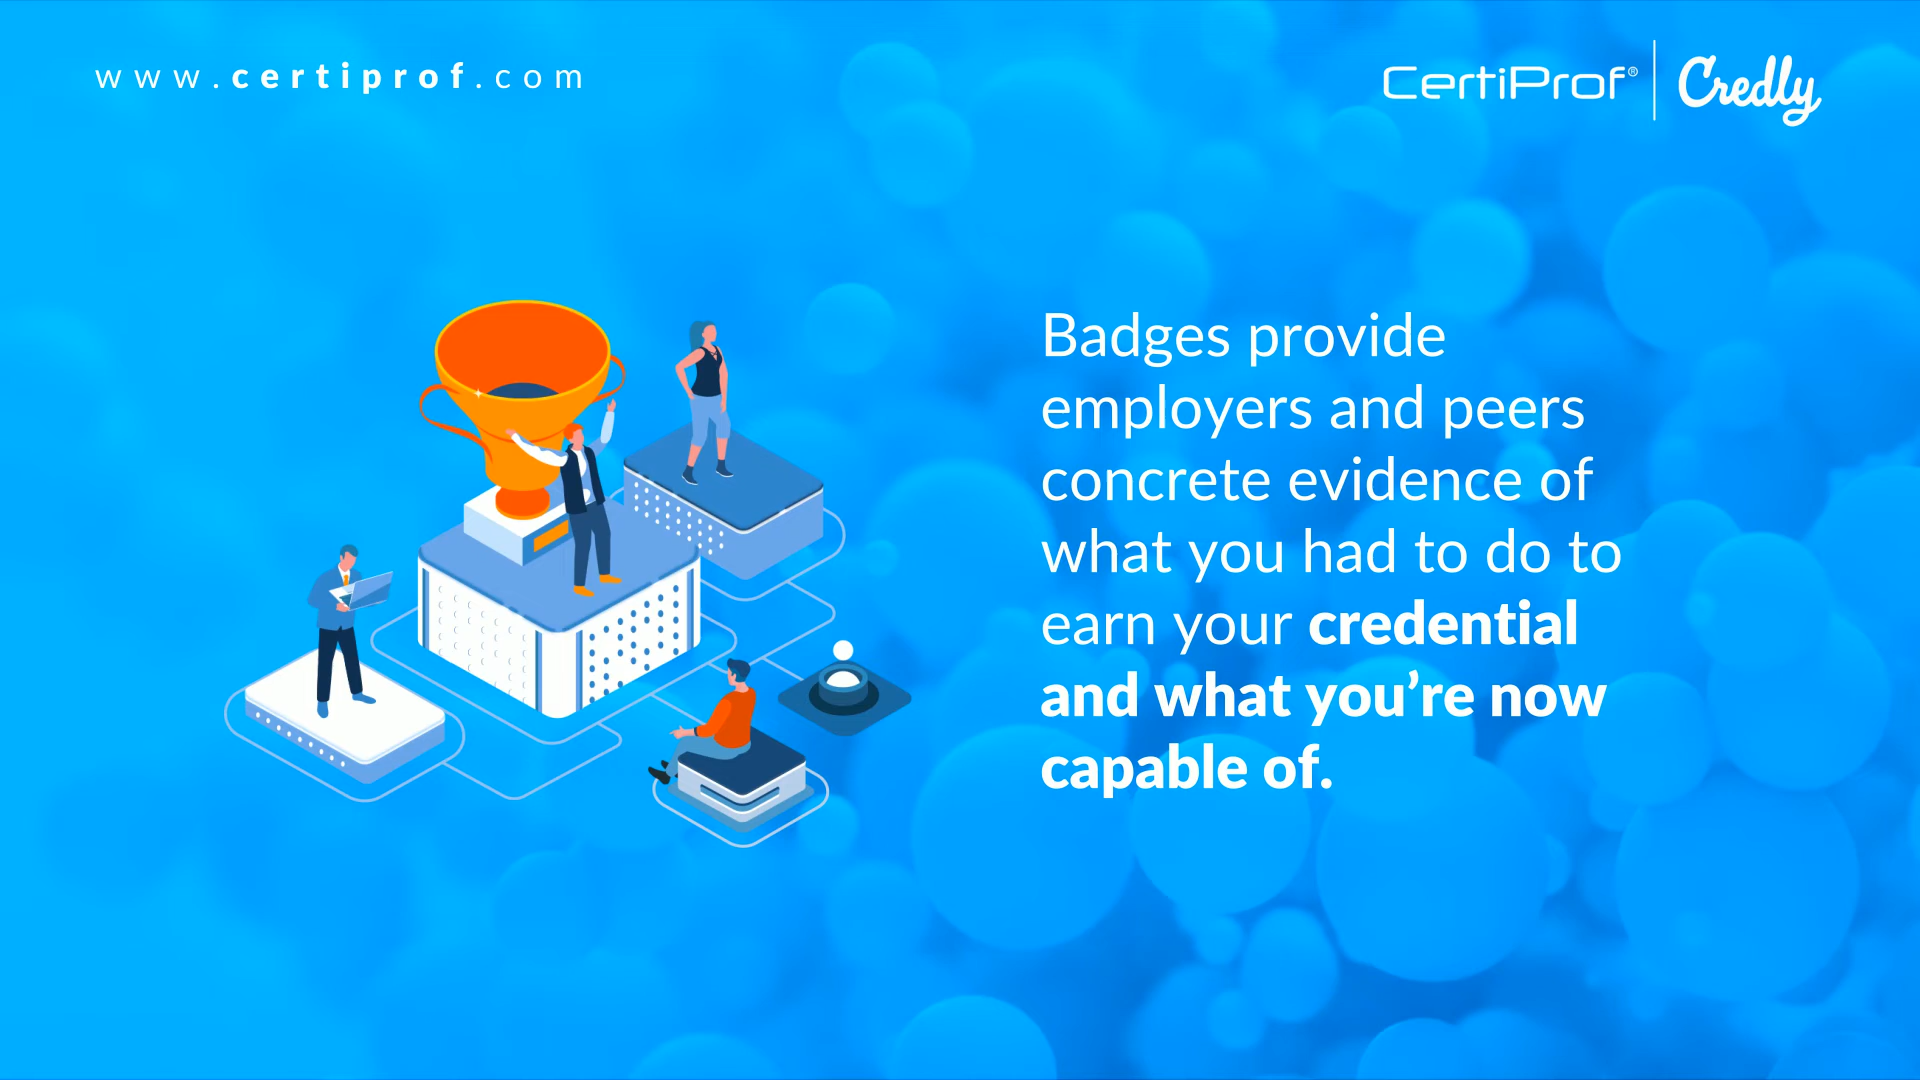 www.certiprof.com
CertiProf® | Credly
Badges provide
employers and peers
concrete evidence of
what you had to do to
earn your credential
and what you’re now
capable of.